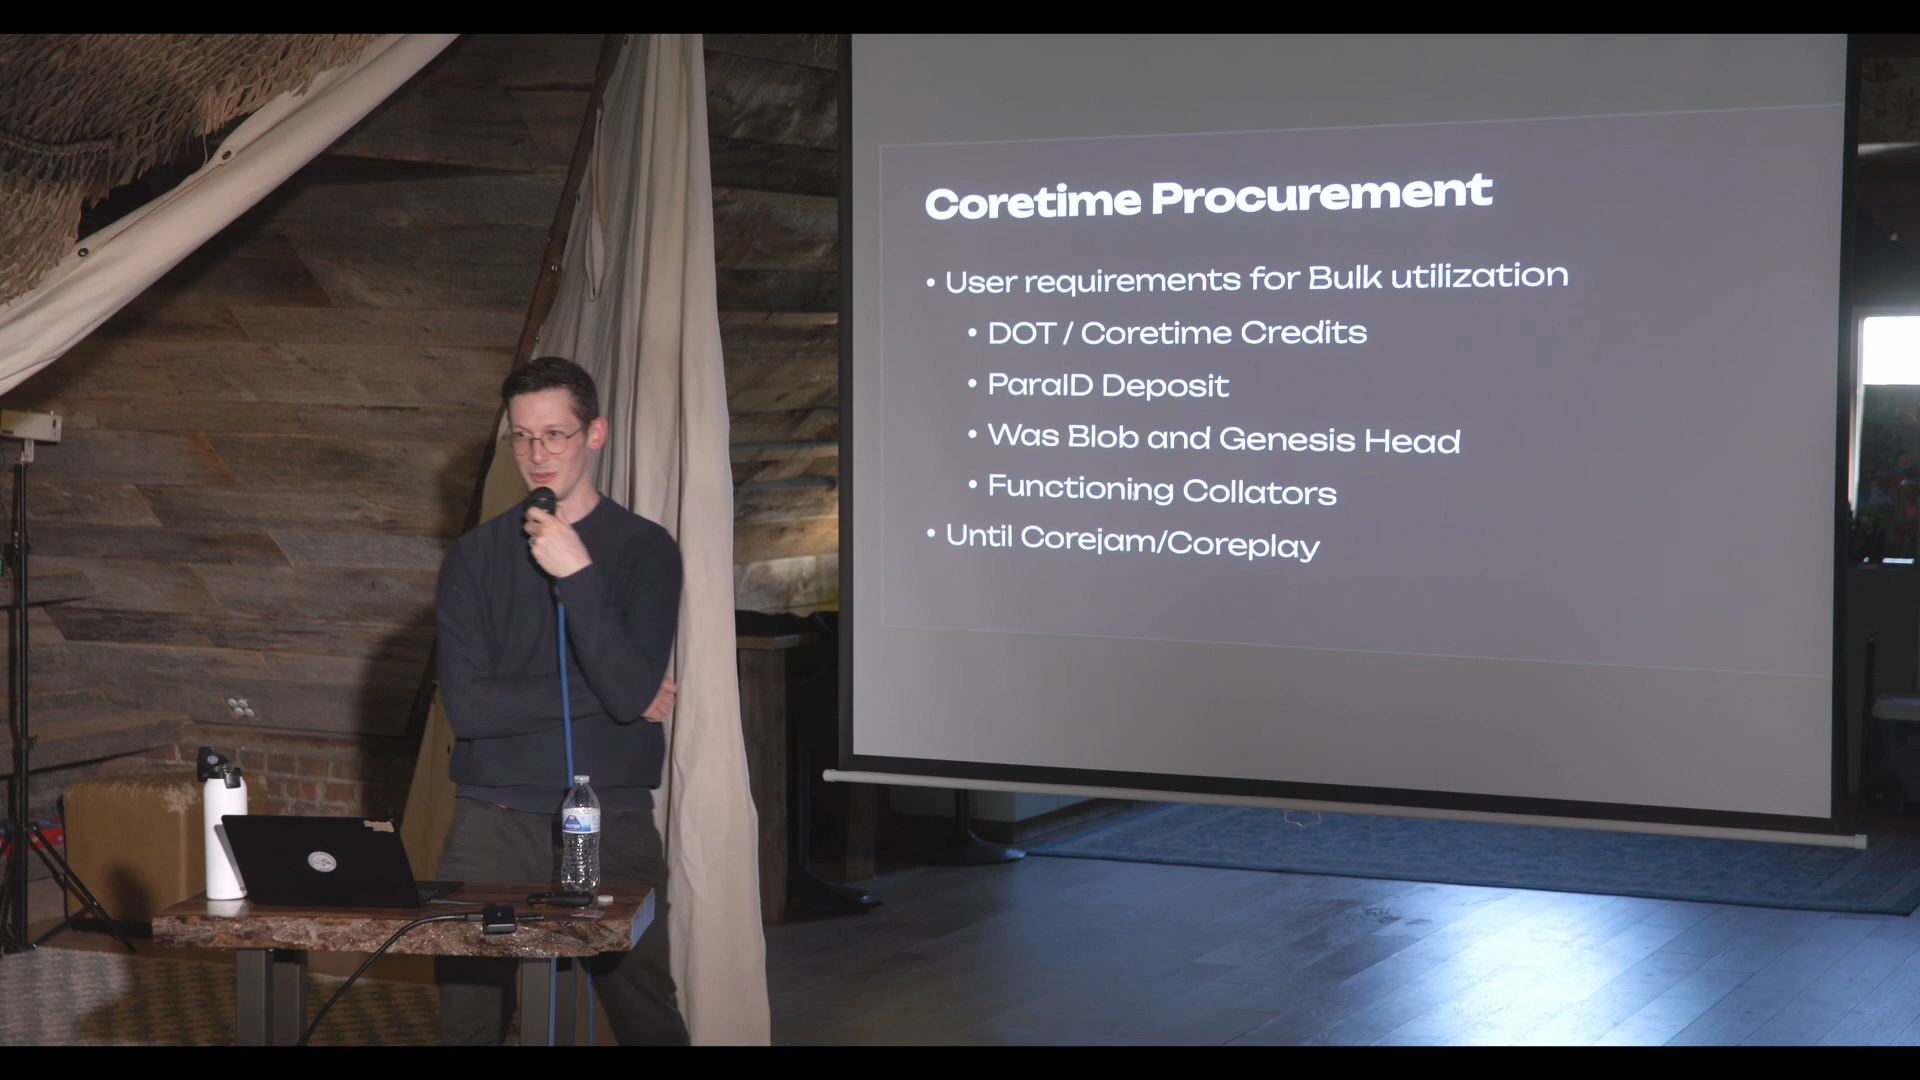 Coretime Procurement
• User requirements for Bulk utilization
• DOT / Coretime Credits
• ParaID Deposit
• Was Blob and Genesis Head
• Functioning Collators
• Until Corejam/Coreplay
WATER